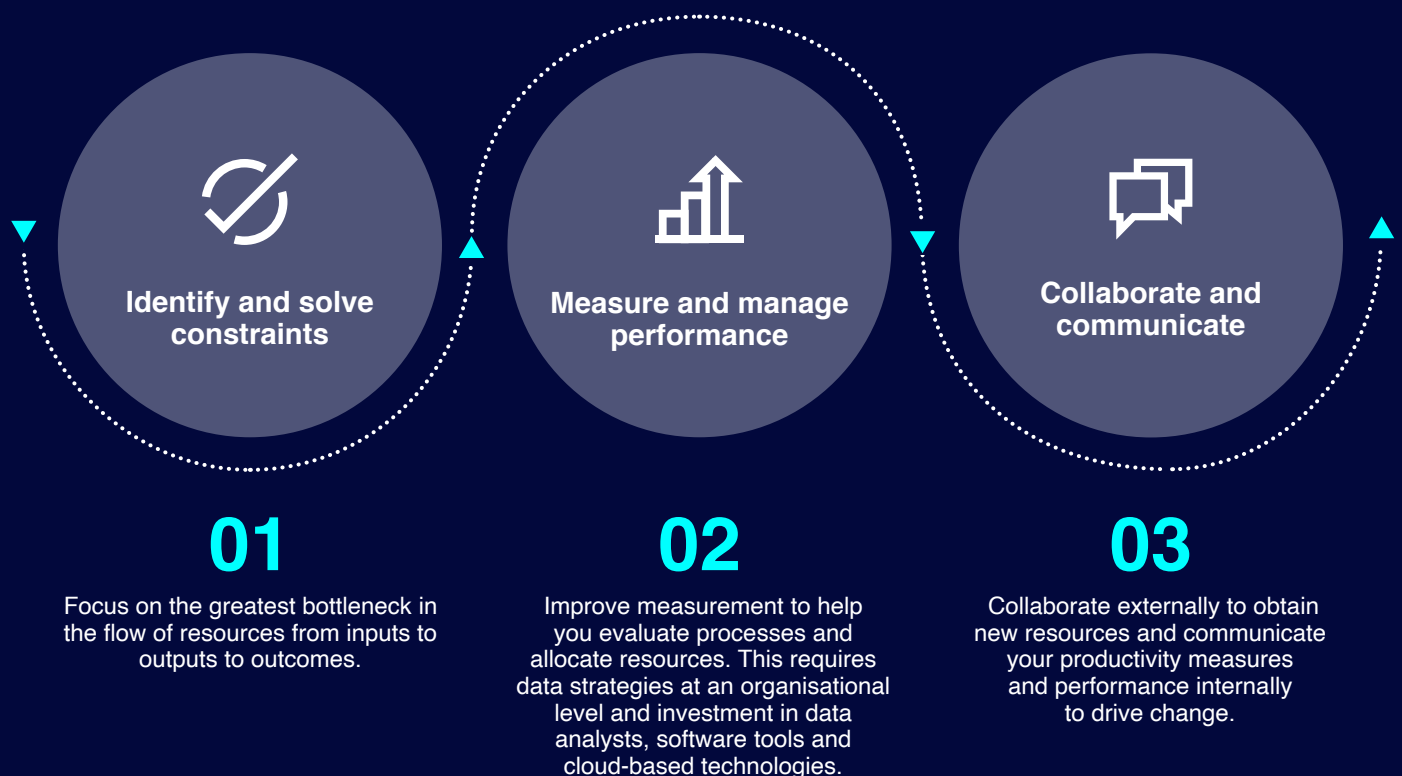 Identify and solve
constraints
Measure and manage
performance
Collaborate and
communicate
01
Focus on the greatest bottleneck in
the flow of resources from inputs to
outputs to outcomes.
02
Improve measurement to help
you evaluate processes and
allocate resources. This requires
data strategies at an organisational
level and investment in data
analysts, software tools and
cloud-based technologies.
03
Collaborate externally to obtain
new resources and communicate
your productivity measures
and performance internally
to drive change.